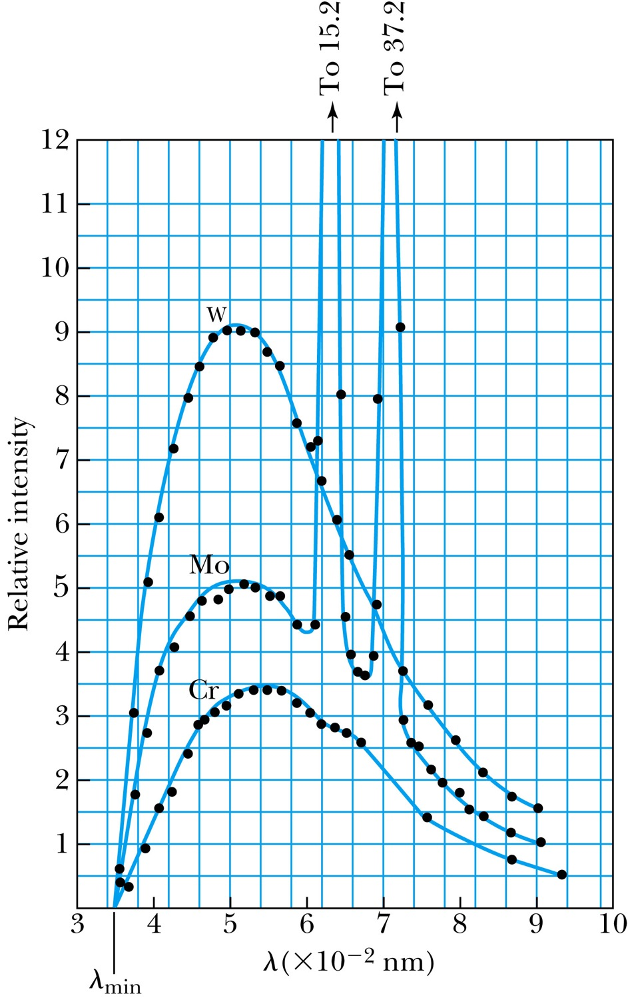 To 15.2
To 37.2
12
11
10
9
8
7
6
5
4
3
2
1
W
Mo
Cr
Relative intensity
3 4 5 6 7 8 9 10
λ(×10⁻² nm)
λmin